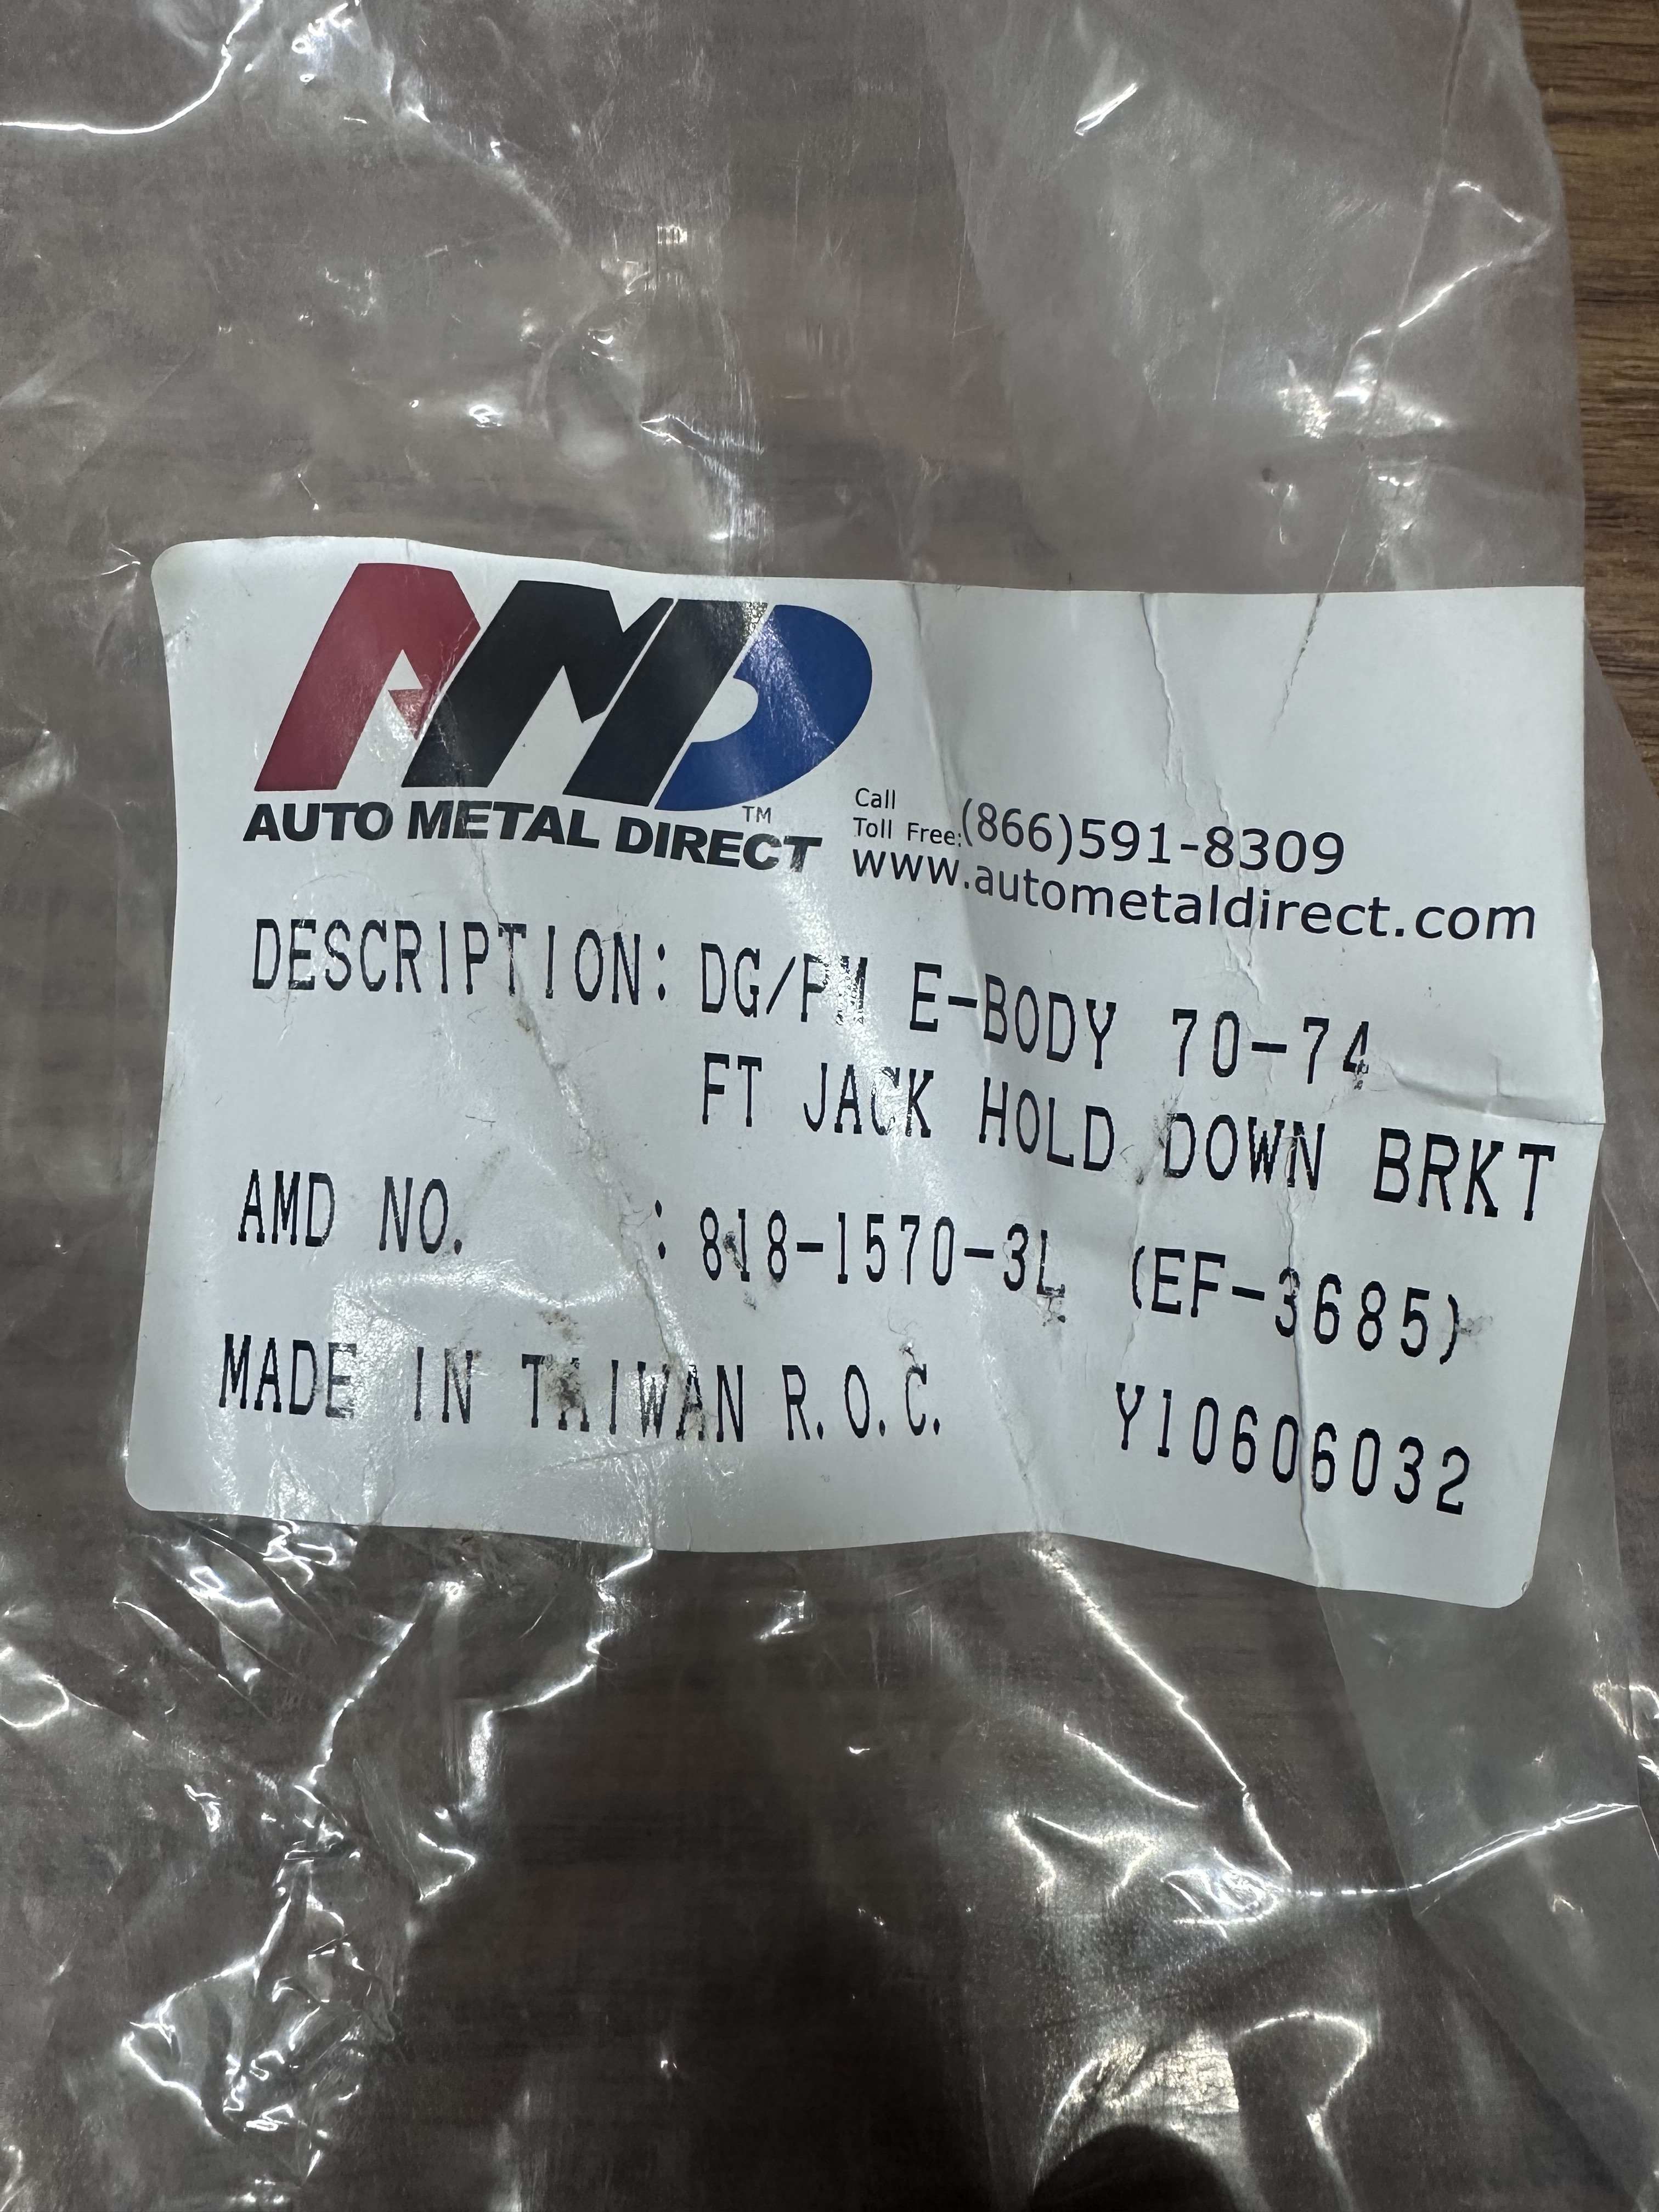 AMD
AUTO METAL DIRECT™
Call
Toll Free:(866)591-8309
www.autometaldirect.com
DESCRIPTION: DG/PM E-BODY 70-74
FT JACK HOLD DOWN BRKT
AMD NO. : 818-1570-3L (EF-3685)
MADE IN TAIWAN R.O.C. Y10606032